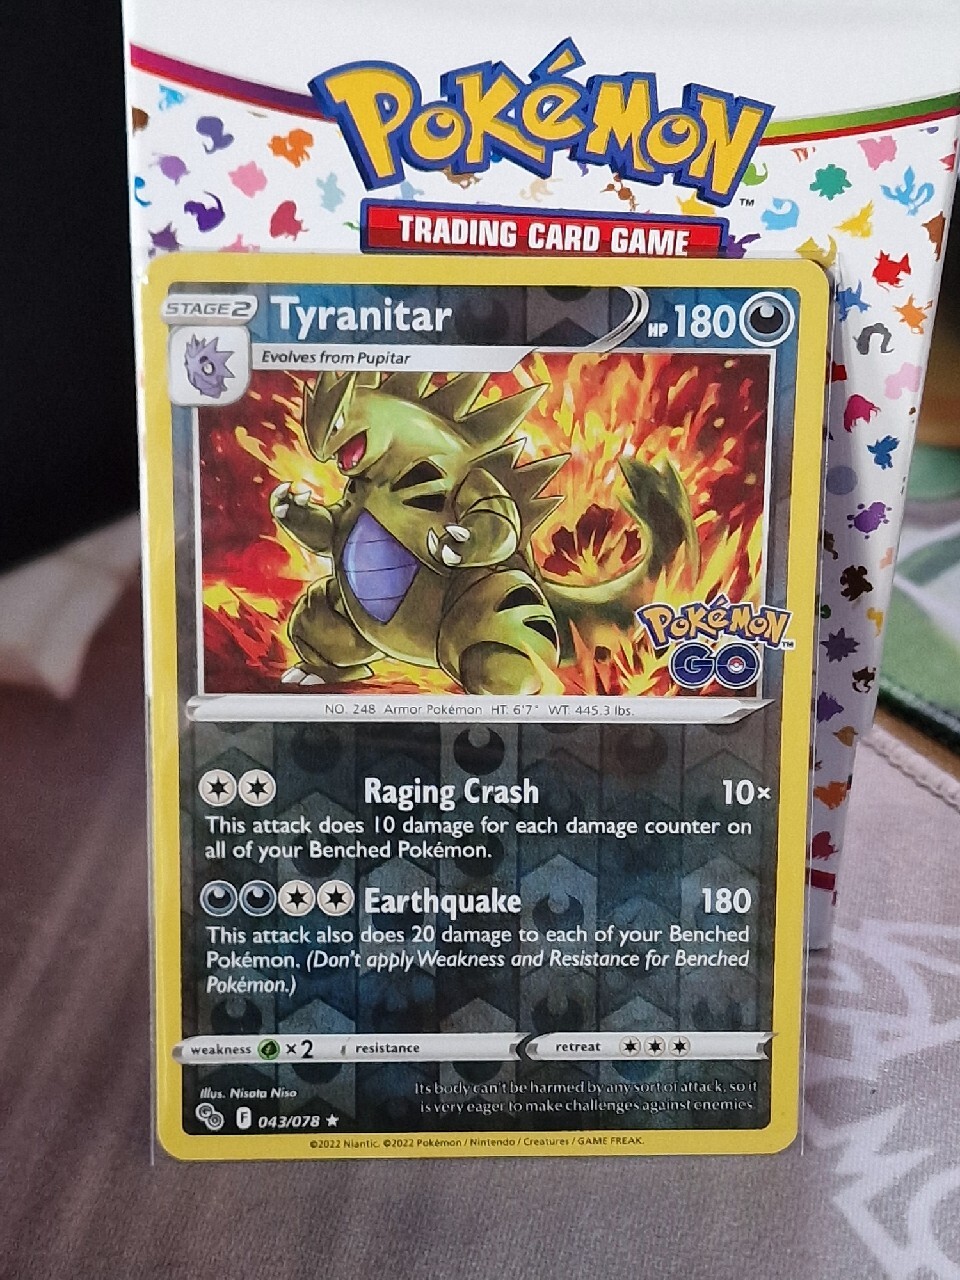 POKéMON™
TRADING CARD GAME
STAGE2 Tyranitar HP 180
Evolves from Pupitar
POKéMON™
GO
NO. 248 Armor Pokémon HT: 6'7" WT: 445.3 lbs.
Raging Crash 10×
This attack does 10 damage for each damage counter on
all of your Benched Pokémon.
Earthquake 180
This attack also does 20 damage to each of your Benched
Pokémon. (Don't apply Weakness and Resistance for Benched
Pokémon.)
weakness ×2 resistance retreat
Illus. Nisota Niso
Its body can't be harmed by any sort of attack, so it
is very eager to make challenges against enemies.
GO F 043/078 ★
©2022 Niantic. ©2022 Pokémon / Nintendo / Creatures / GAME FREAK.